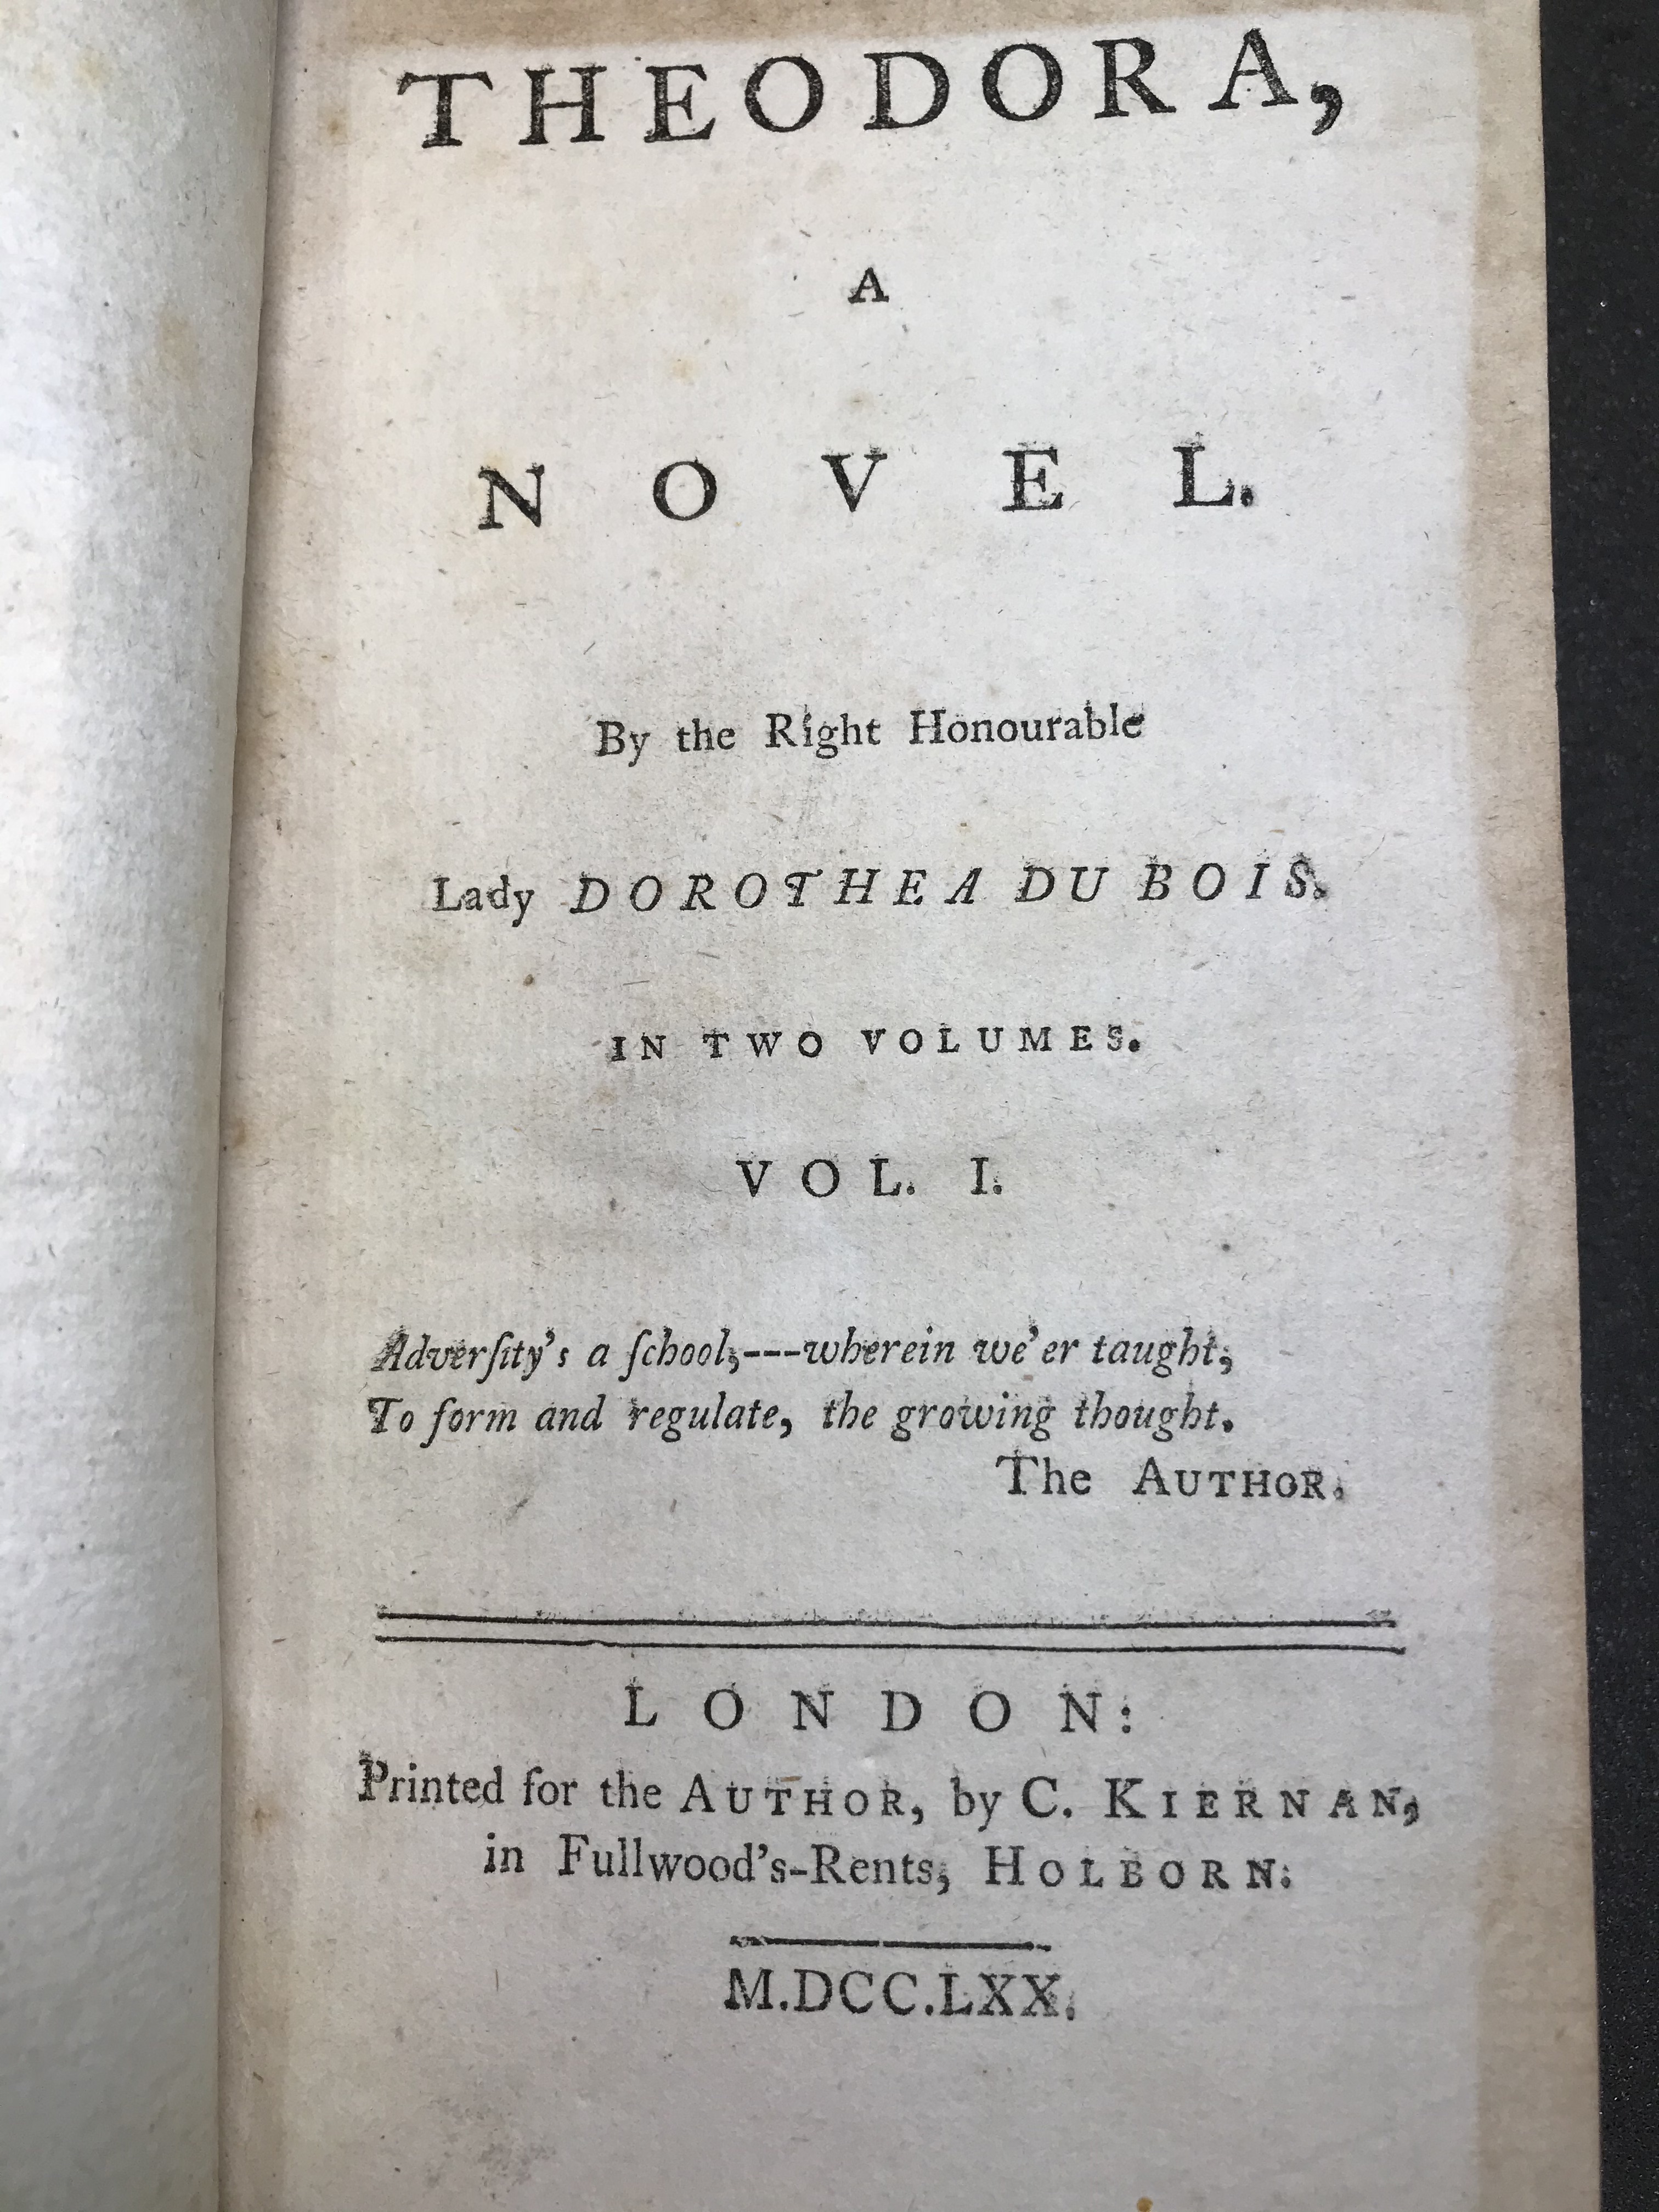 THEODORA,
A
NOVEL.
By the Right Honourable
Lady DOROTHEA DU BOIS.
IN TWO VOLUMES.
VOL. I.
Adverſity's a ſchool,---wherein we'er taught,
To form and regulate, the growing thought.
The AUTHOR.
LONDON:
Printed for the AUTHOR, by C. KIERNAN,
in Fullwood's-Rents, HOLBORN:
M.DCC.LXX.